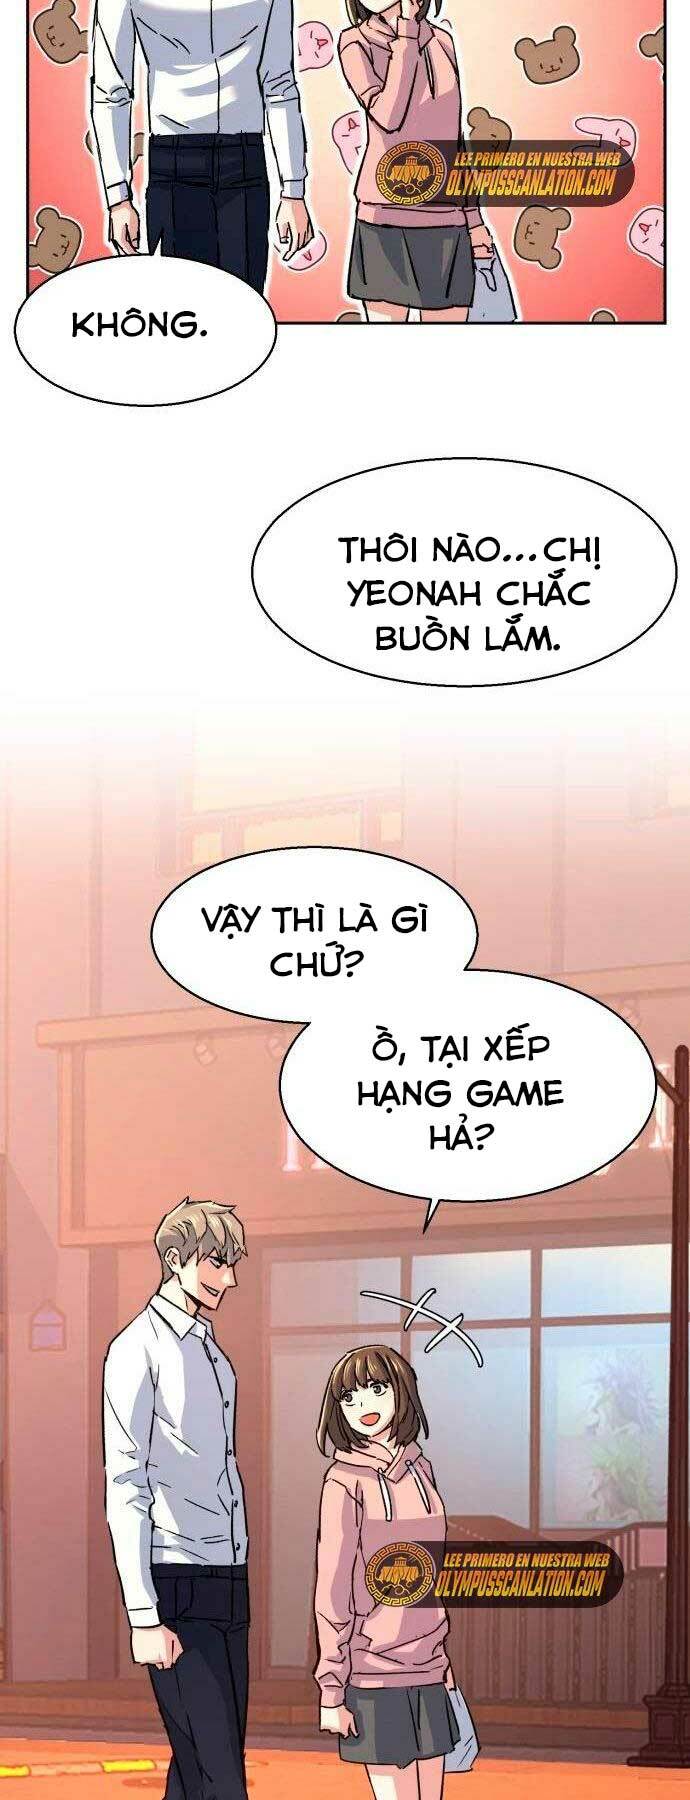 LEE PRIMERO EN NUESTRA WEB
OLYMPUSSCANLATION.COM
KHÔNG.
THÔI NÀO...CHỊ
YEONAH CHẮC
BUỒN LẮM.
VẬY THÌ LÀ GÌ
CHỨ?
Ồ, TẠI XẾP
HẠNG GAME
HẢ?
LEE PRIMERO EN NUESTRA WEB
OLYMPUSSCANLATION.COM